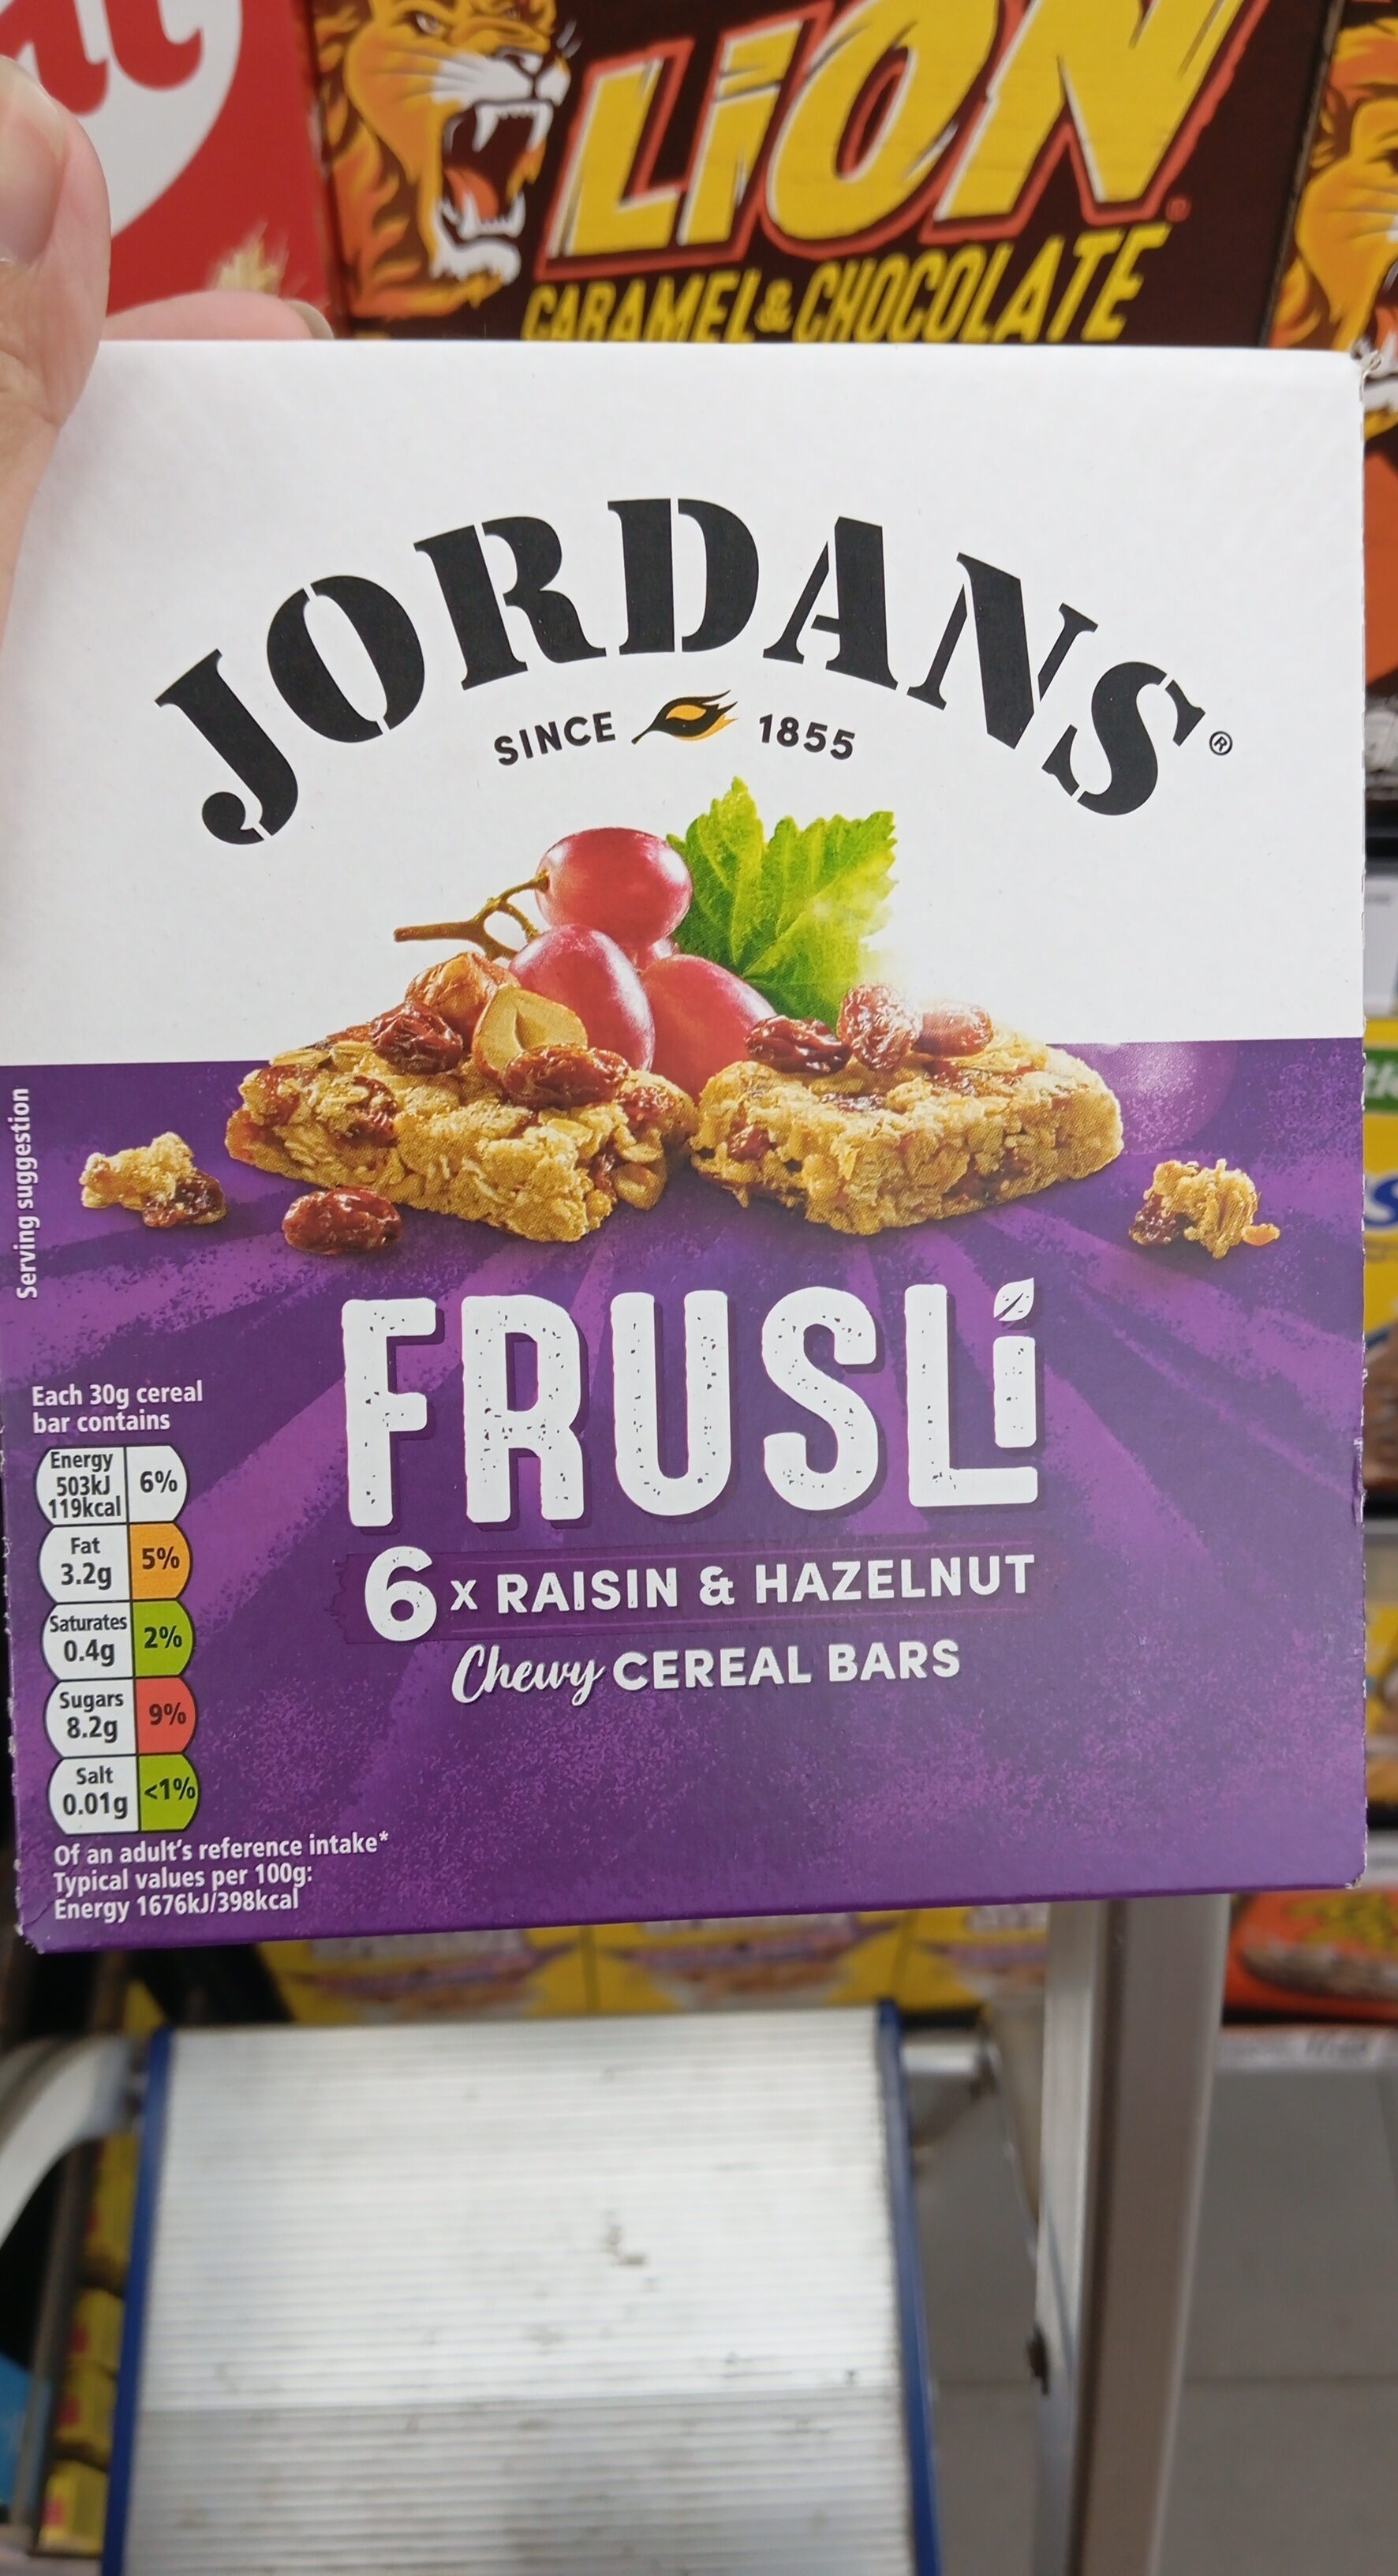 LION
CARAMEL & CHOCOLATE
JORDANS®
SINCE 1855
Serving suggestion
FRUSLi
6 x RAISIN & HAZELNUT
Chewy CEREAL BARS
Each 30g cereal
bar contains
Energy
503kJ
119kcal
6%
Fat
3.2g
5%
Saturates
0.4g
2%
Sugars
8.2g
9%
Salt
0.01g
<1%
Of an adult's reference intake*
Typical values per 100g:
Energy 1676kJ/398kcal